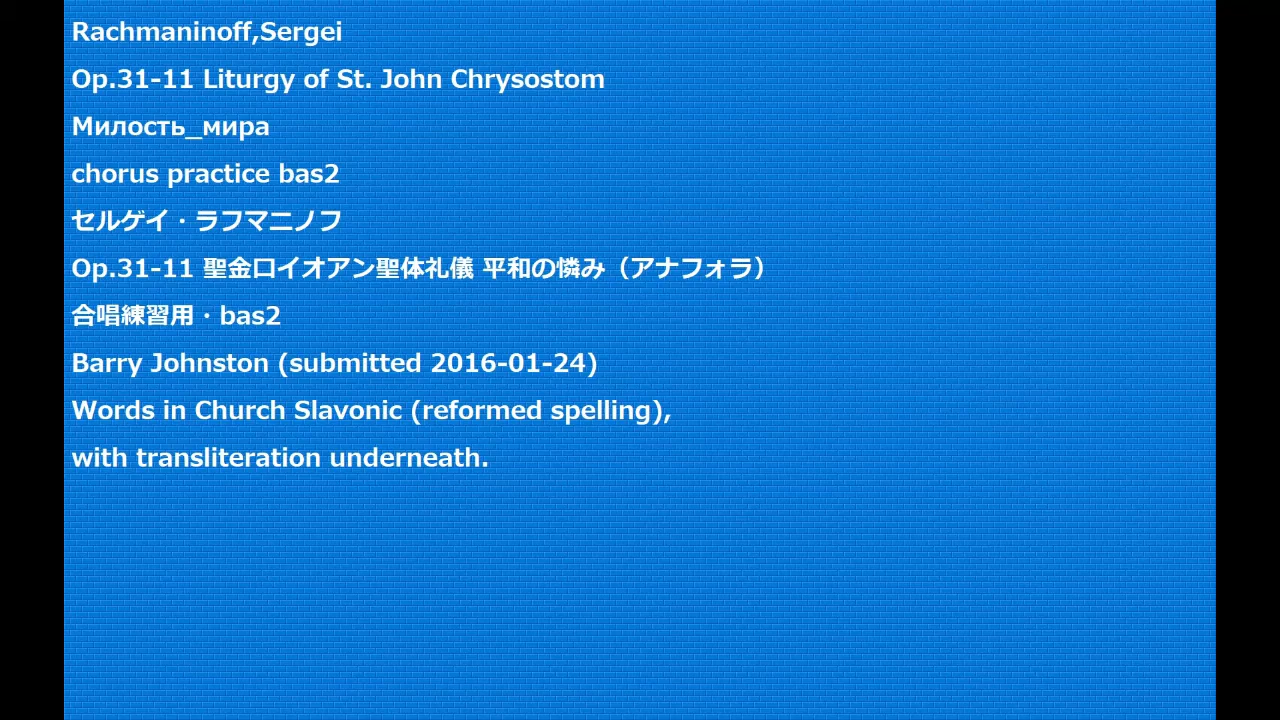 Rachmaninoff,Sergei
Op.31-11 Liturgy of St. John Chrysostom
Милость_мира
chorus practice bas2
セルゲイ・ラフマニノフ
Op.31-11 聖金口イオアン聖体礼儀 平和の憐み（アナフォラ）
合唱練習用・bas2
Barry Johnston (submitted 2016-01-24)
Words in Church Slavonic (reformed spelling),
with transliteration underneath.